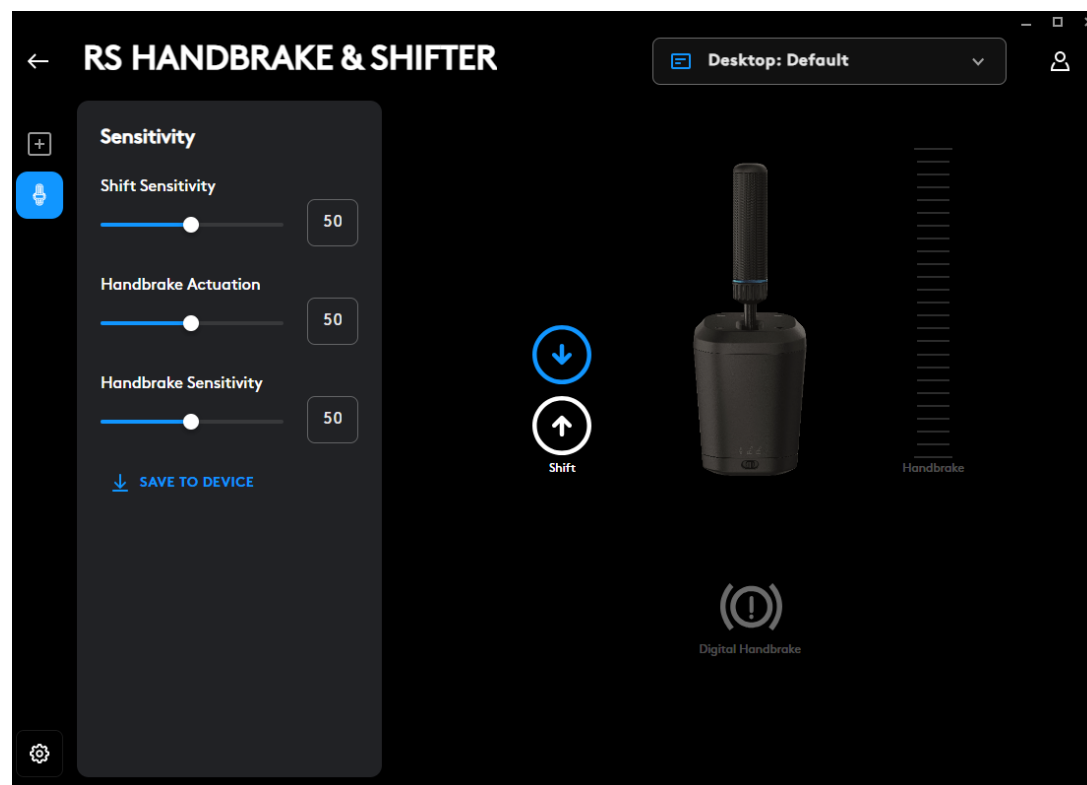 RS HANDBRAKE & SHIFTER
Desktop: Default
Sensitivity
Shift Sensitivity
50
Handbrake Actuation
50
Handbrake Sensitivity
50
SAVE TO DEVICE
Shift
Handbrake
Digital Handbrake